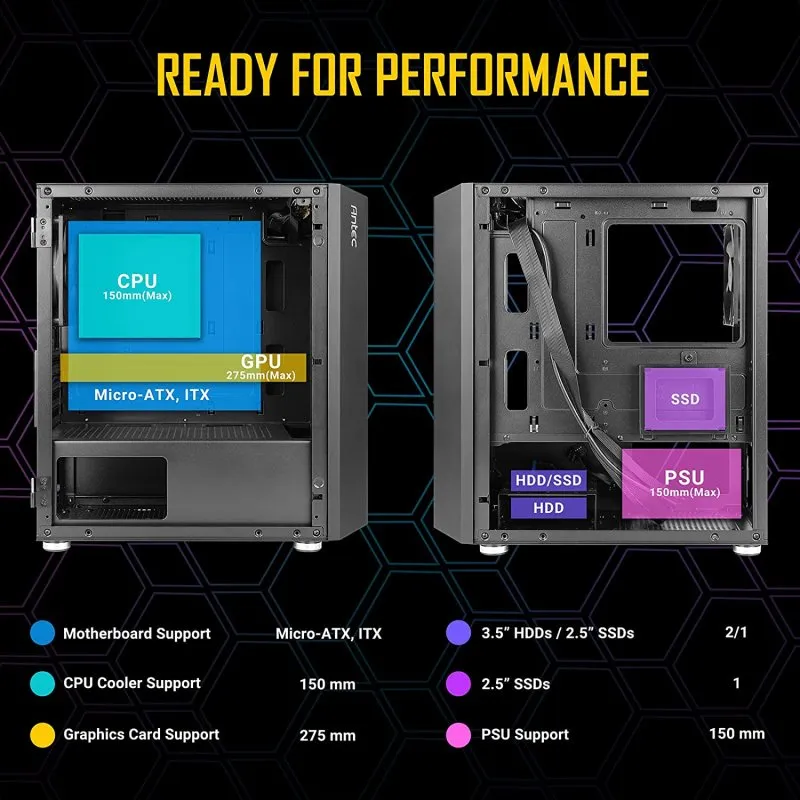 READY FOR PERFORMANCE
Antec
CPU
150mm(Max)
GPU
275mm(Max)
Micro-ATX, ITX
SSD
PSU
150mm(Max)
HDD/SSD
HDD
Motherboard Support Micro-ATX, ITX
CPU Cooler Support 150 mm
Graphics Card Support 275 mm
3.5” HDDs / 2.5” SSDs 2/1
2.5” SSDs 1
PSU Support 150 mm